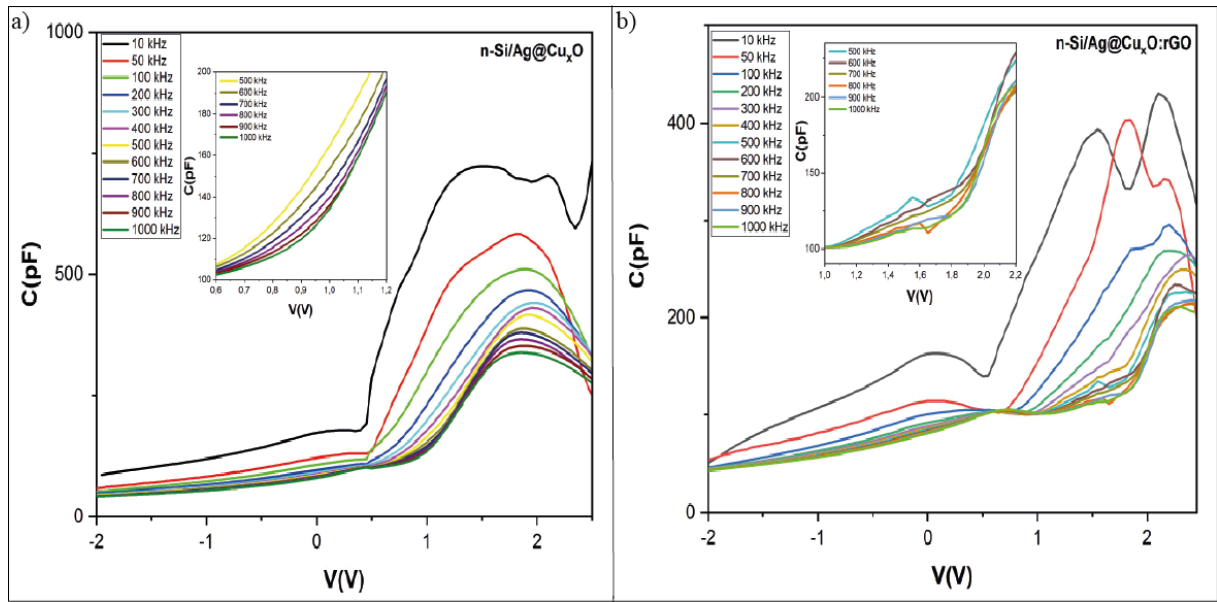 a)
n-Si/Ag@CuxO
10 kHz
50 kHz
100 kHz
200 kHz
300 kHz
400 kHz
500 kHz
600 kHz
700 kHz
800 kHz
900 kHz
1000 kHz
1000
500
0
C(pF)
-2
-1
0
1
2
V(V)
500 kHz
600 kHz
700 kHz
800 kHz
900 kHz
1000 kHz
200
180
160
140
120
100
C(pF)
0,6
0,7
0,8
0,9
1,0
1,1
1,2
V(V)
b)
n-Si/Ag@CuxO:rGO
10 kHz
50 kHz
100 kHz
200 kHz
300 kHz
400 kHz
500 kHz
600 kHz
700 kHz
800 kHz
900 kHz
1000 kHz
400
200
0
C(pF)
-2
-1
0
1
2
V(V)
500 kHz
600 kHz
700 kHz
800 kHz
900 kHz
1000 kHz
200
150
100
C(pF)
1,0
1,2
1,4
1,6
1,8
2,0
2,2
V(V)